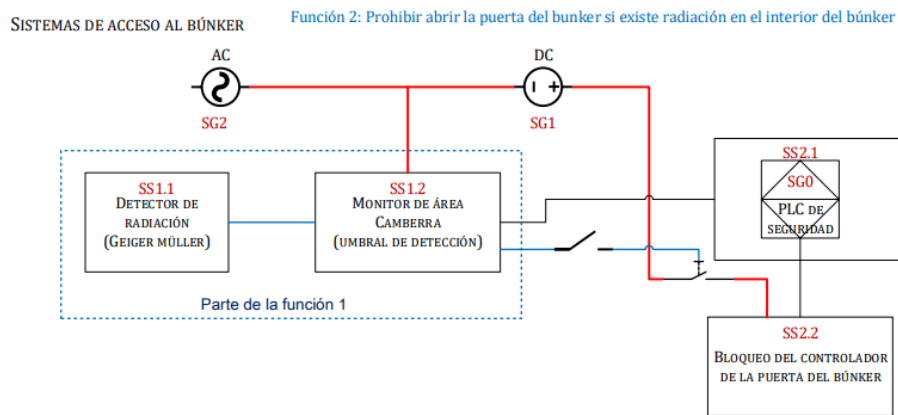 SISTEMAS DE ACCESO AL BÚNKER
Función 2: Prohibir abrir la puerta del bunker si existe radiación en el interior del búnker
AC
SG2
DC
SG1
SS1.1
DETECTOR DE
RADIACIÓN
(GEIGER MÜLLER)
SS1.2
MONITOR DE ÁREA
CAMBERRA
(UMBRAL DE DETECCIÓN)
Parte de la función 1
SS2.1
SG0
PLC DE
SEGURIDAD
SS2.2
BLOQUEO DEL CONTROLADOR
DE LA PUERTA DEL BÚNKER